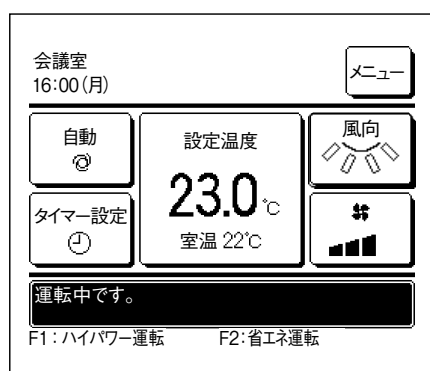 会議室
16:00(月)
メニュー
自動
タイマー設定
設定温度
23.0℃
室温 22℃
風向
運転中です。
F1：ハイパワー運転
F2：省エネ運転